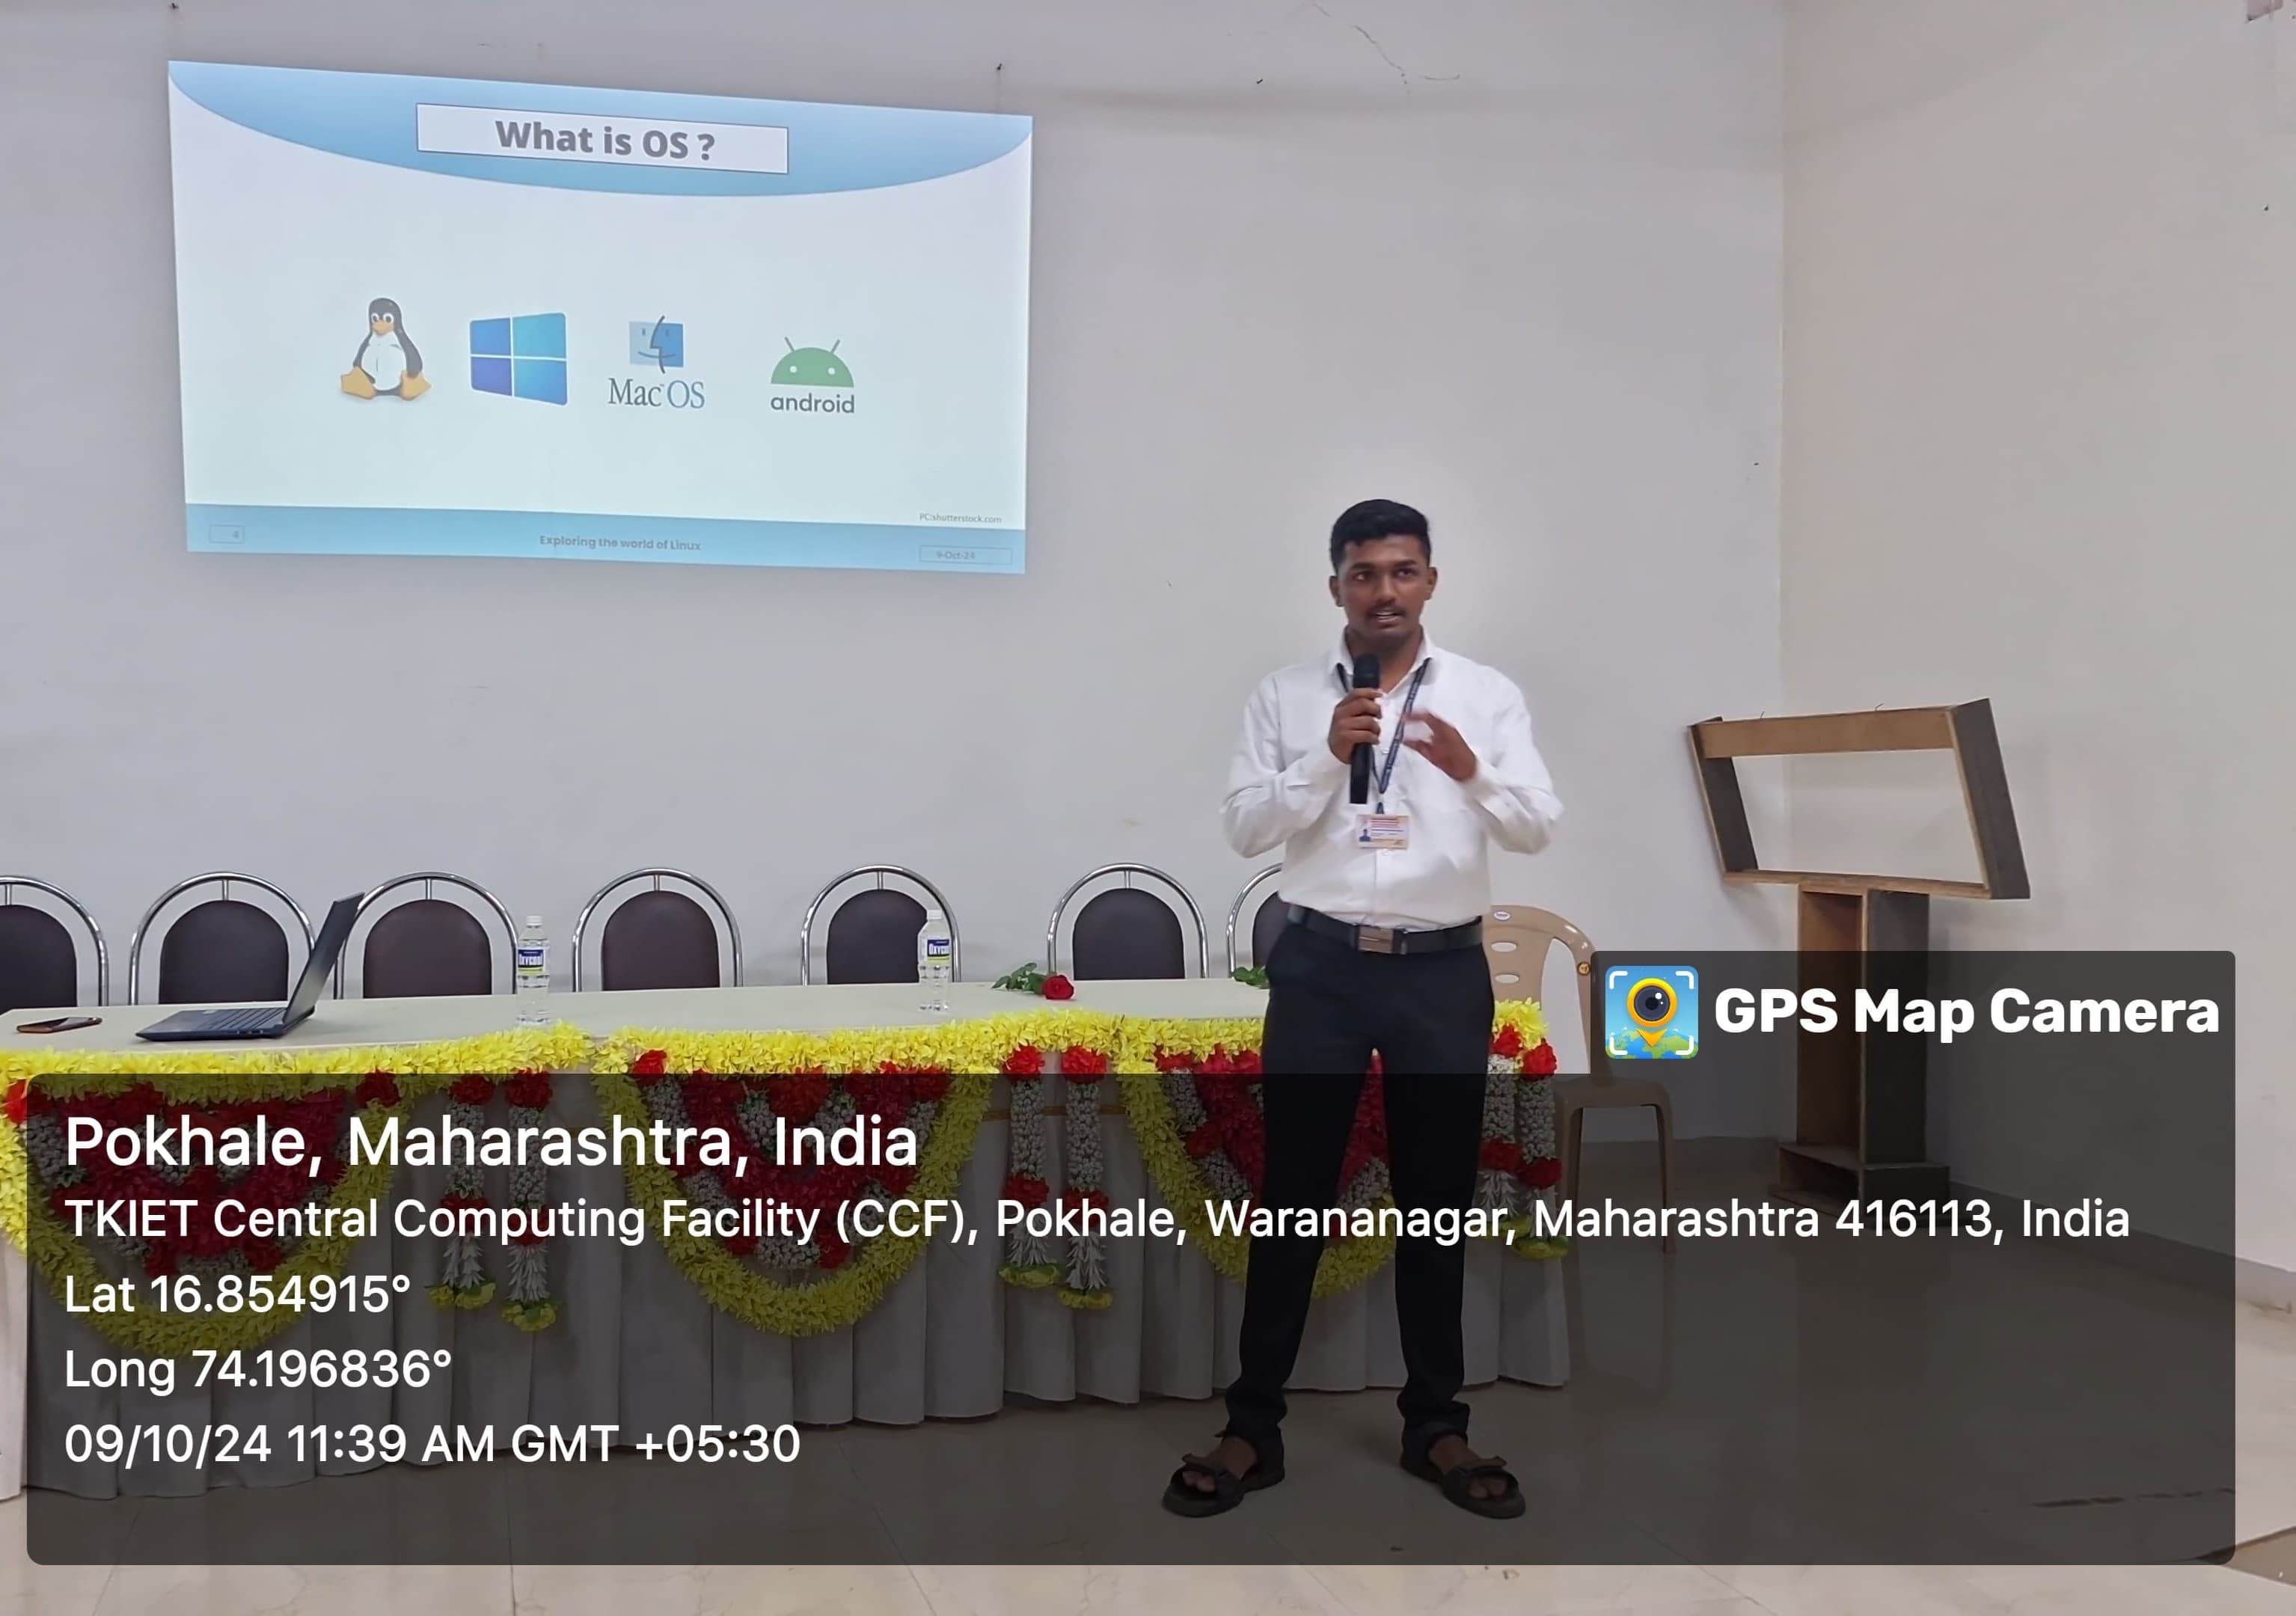 What is OS ?
Mac OS
android
PC:shutterstock.com
4
Exploring the world of Linux
9-Oct-24
GPS Map Camera
Pokhale, Maharashtra, India
TKIET Central Computing Facility (CCF), Pokhale, Warananagar, Maharashtra 416113, India
Lat 16.854915°
Long 74.196836°
09/10/24 11:39 AM GMT +05:30